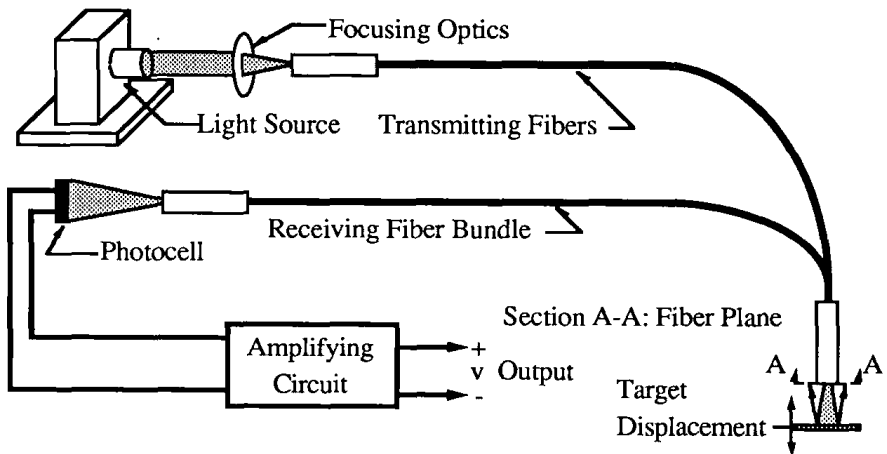 Focusing Optics
Light Source
Transmitting Fibers
Receiving Fiber Bundle
Photocell
Section A-A: Fiber Plane
Amplifying
Circuit
+
v Output
-
A A
Target
Displacement